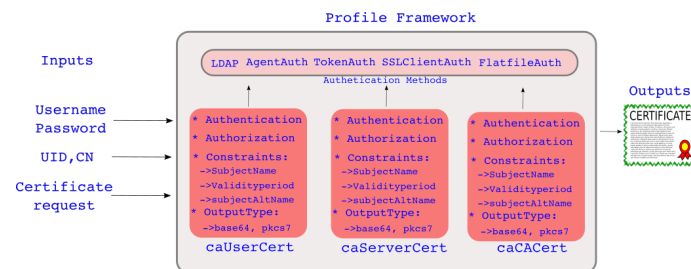 Profile Framework
Inputs
LDAP AgentAuth TokenAuth SSLClientAuth FlatfileAuth
Authetication Methods
Outputs
Username
Password
UID,CN
Certificate
request
* Authentication
* Authorization
* Constraints:
->SubjectName
->Validityperiod
->subjectAltName
* OutputType:
->base64, pkcs7
caUserCert
* Authentication
* Authorization
* Constraints:
->SubjectName
->Validityperiod
->subjectAltName
* OutputType:
->base64, pkcs7
caServerCert
* Authentication
* Authorization
* Constraints:
->SubjectName
->Validityperiod
->subjectAltName
* OutputType:
->base64, pkcs7
caCACert
CERTIFICATE